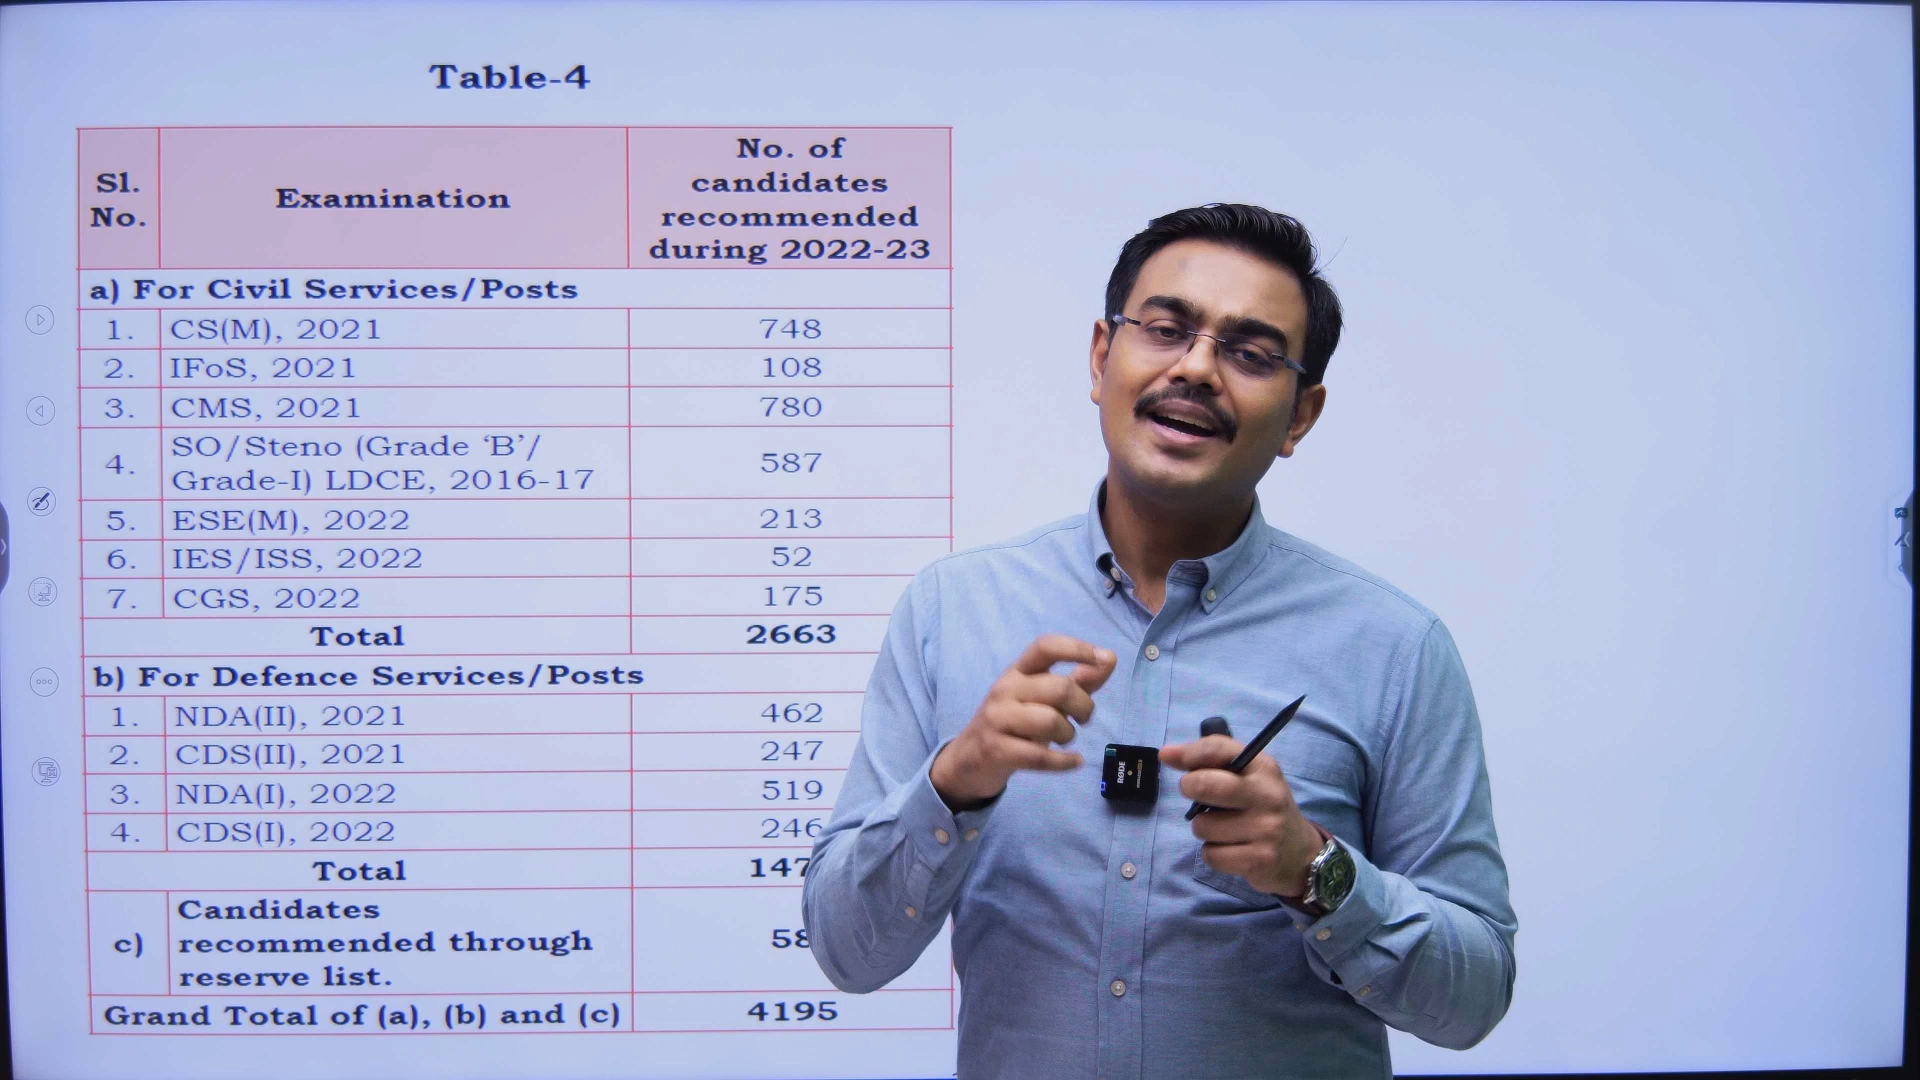 Table-4
Sl. No. Examination No. of candidates recommended during 2022-23
a) For Civil Services/Posts
1. CS(M), 2021 748
2. IFoS, 2021 108
3. CMS, 2021 780
4. SO/Steno (Grade ‘B’/ Grade-I) LDCE, 2016-17 587
5. ESE(M), 2022 213
6. IES/ISS, 2022 52
7. CGS, 2022 175
Total 2663
b) For Defence Services/Posts
1. NDA(II), 2021 462
2. CDS(II), 2021 247
3. NDA(I), 2022 519
4. CDS(I), 2022 246
Total 147
c) Candidates recommended through reserve list. 58
Grand Total of (a), (b) and (c) 4195
RØDE